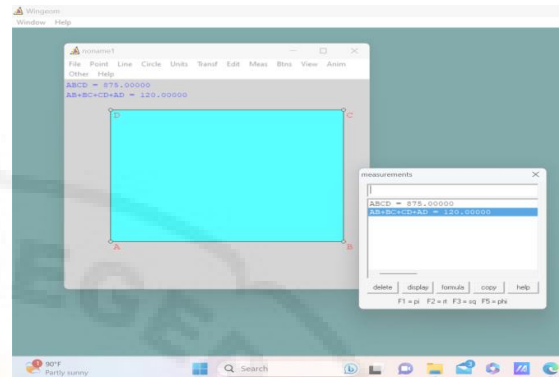 Wingeom
Window Help
noname1
File Point Line Circle Units Transf Edit Meas Btns View Anim
Other Help
ABCD = 875.00000
AB+BC+CD+AD = 120.00000
D
C
A
B
measurements
ABCD = 875.00000
AB+BC+CD+AD = 120.00000
delete display formula copy help
F1 = pi F2 = rt F3 = sq F5 = phi
90°F
Partly sunny
Search